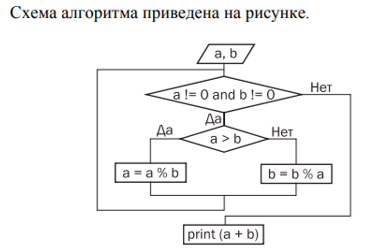 Схема алгоритма приведена на рисунке.
a, b
a != 0 and b != 0
Нет
Да
Да
a > b
Нет
a = a % b
b = b % a
print (a + b)